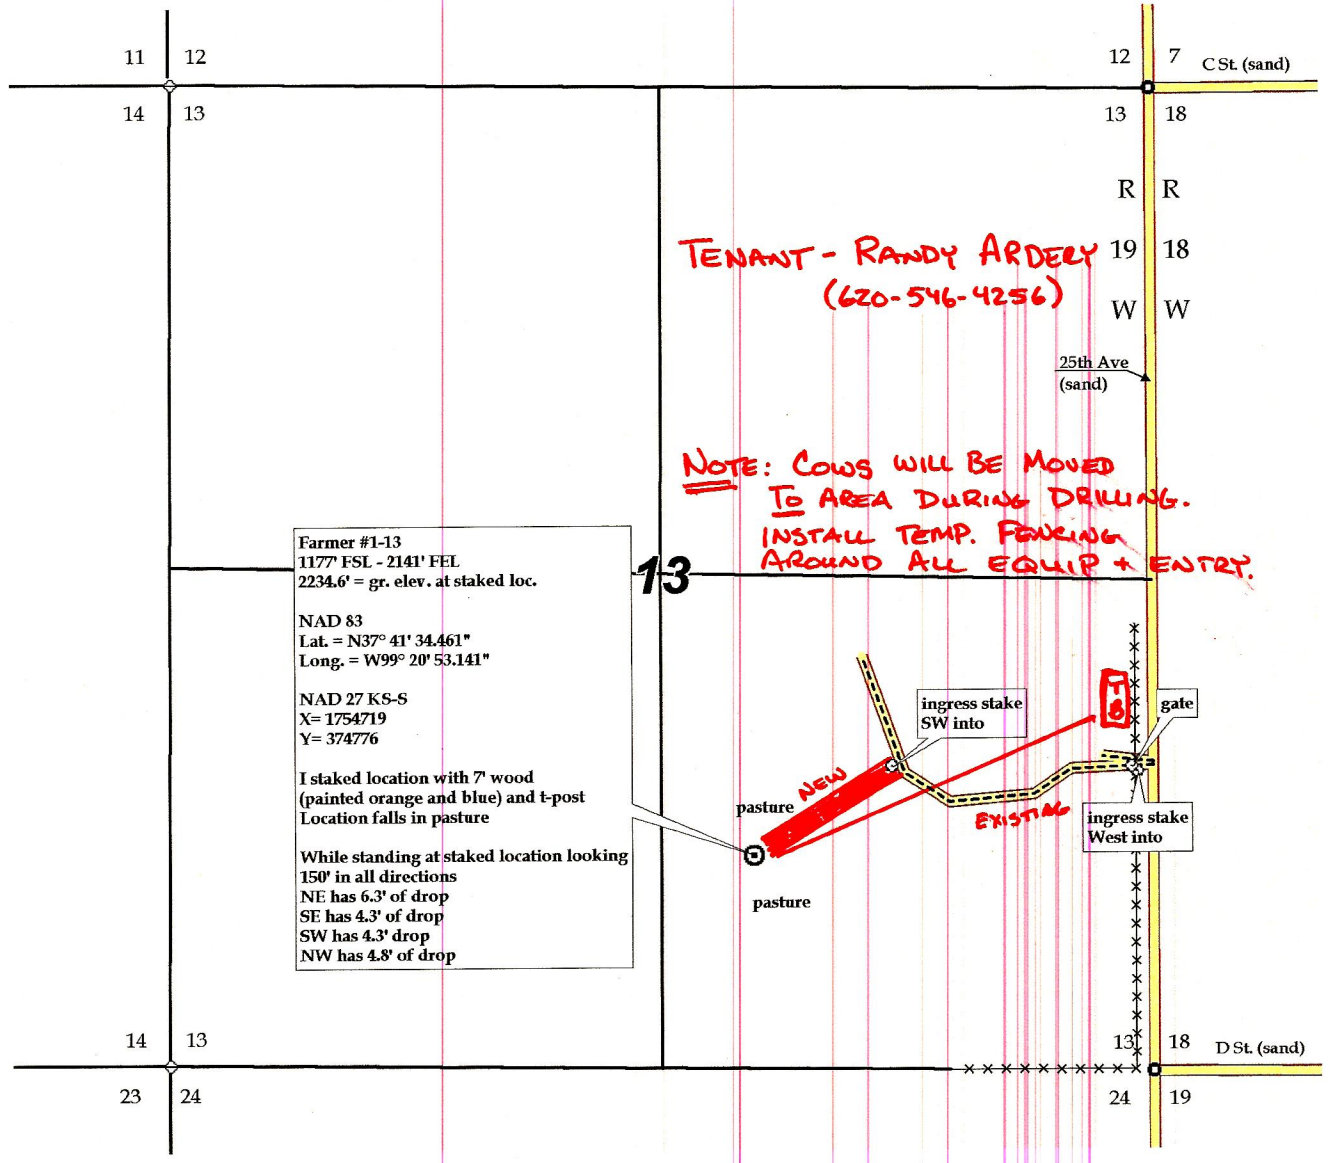 11 12
12 7
C St. (sand)
14 13
13 18
R R
TENANT - RANDY ARDERY
19 18
(620-546-4256)
W W
25th Ave
(sand)
NOTE: COWS WILL BE MOVED
TO AREA DURING DRILLING.
INSTALL TEMP. FENCING
AROUND ALL EQUIP + ENTRY.
13
Farmer #1-13
1177' FSL - 2141' FEL
2234.6' = gr. elev. at staked loc.
NAD 83
Lat. = N37° 41' 34.461"
Long. = W99° 20' 53.141"
NAD 27 KS-S
X= 1754719
Y= 374776
I staked location with 7' wood
(painted orange and blue) and t-post
Location falls in pasture
While standing at staked location looking
150' in all directions
NE has 6.3' of drop
SE has 4.3' of drop
SW has 4.3' drop
NW has 4.8' of drop
ingress stake
SW into
TB
gate
NEW
pasture
EXISTING
ingress stake
West into
pasture
14 13
13 18
D St. (sand)
23 24
24 19